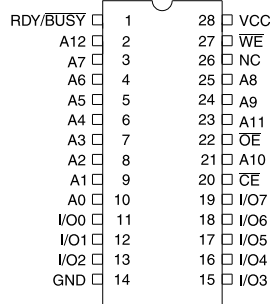 RDY/BUSY 1 28 VCC
A12 2 27 WE
A7 3 26 NC
A6 4 25 A8
A5 5 24 A9
A4 6 23 A11
A3 7 22 OE
A2 8 21 A10
A1 9 20 CE
A0 10 19 I/O7
I/O0 11 18 I/O6
I/O1 12 17 I/O5
I/O2 13 16 I/O4
GND 14 15 I/O3